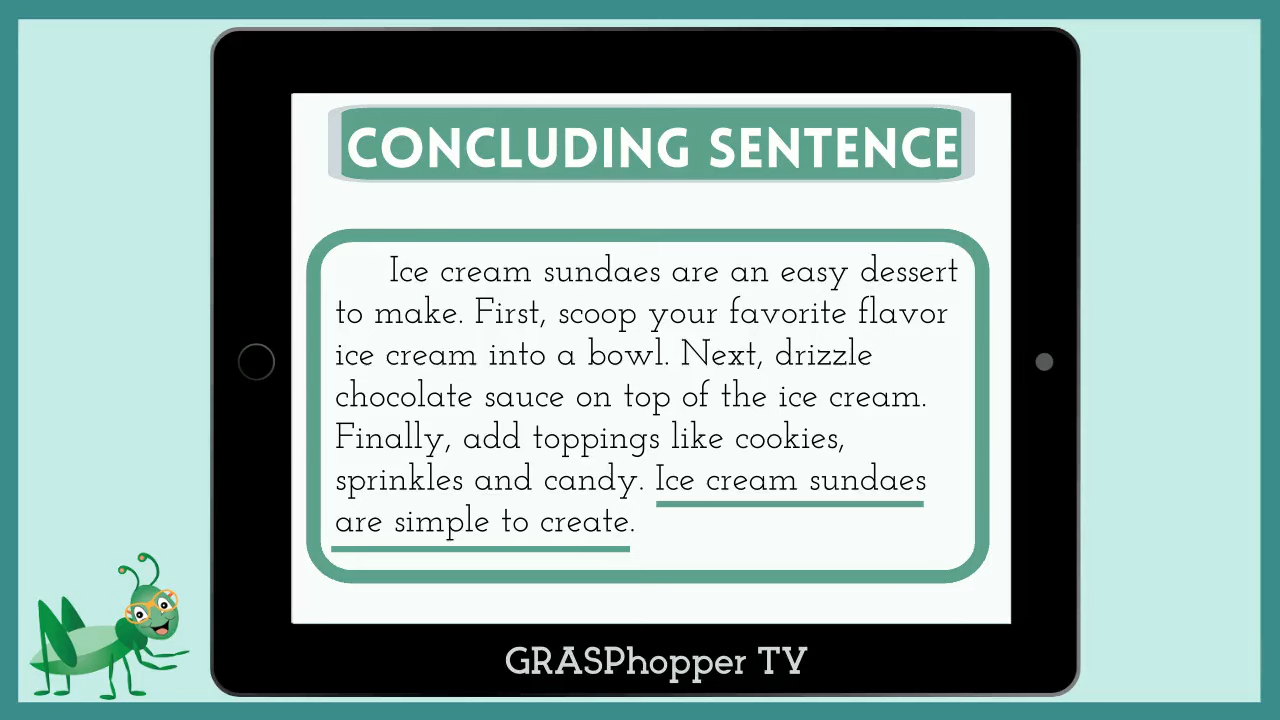 CONCLUDING SENTENCE
Ice cream sundaes are an easy dessert
to make. First, scoop your favorite flavor
ice cream into a bowl. Next, drizzle
chocolate sauce on top of the ice cream.
Finally, add toppings like cookies,
sprinkles and candy. Ice cream sundaes
are simple to create.
GRASPhopper TV